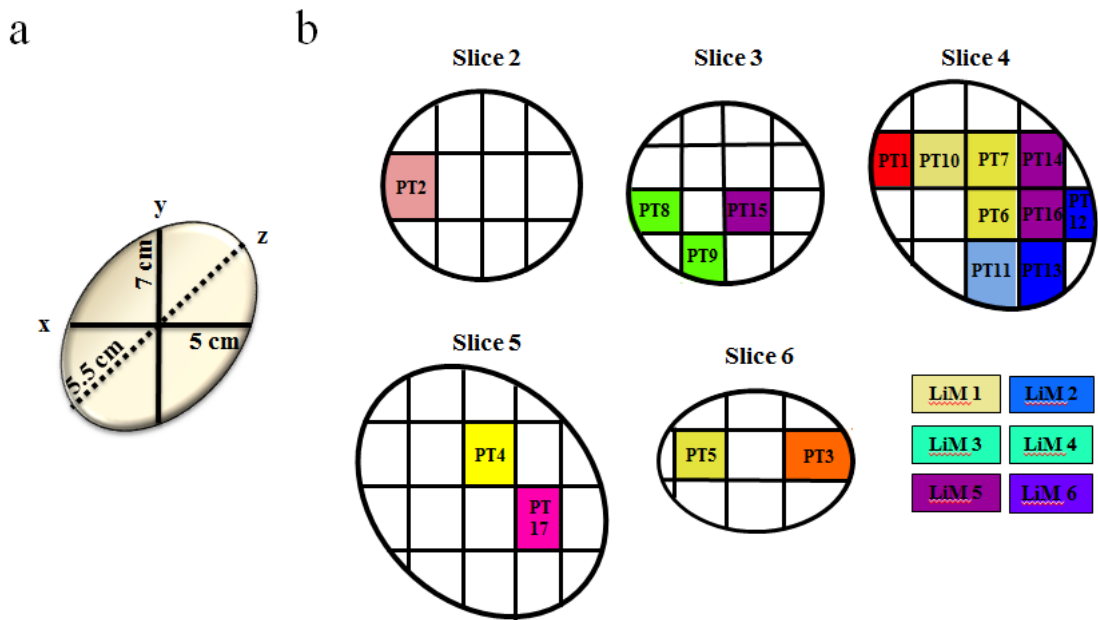 a
b
y
z
7 cm
x
5 cm
5.5 cm
Slice 2
PT2
Slice 3
PT8
PT15
PT9
Slice 4
PT1
PT10
PT7
PT14
PT6
PT16
PT
12
PT11
PT13
Slice 5
PT4
PT
17
Slice 6
PT5
PT3
LiM 1
LiM 2
LiM 3
LiM 4
LiM 5
LiM 6